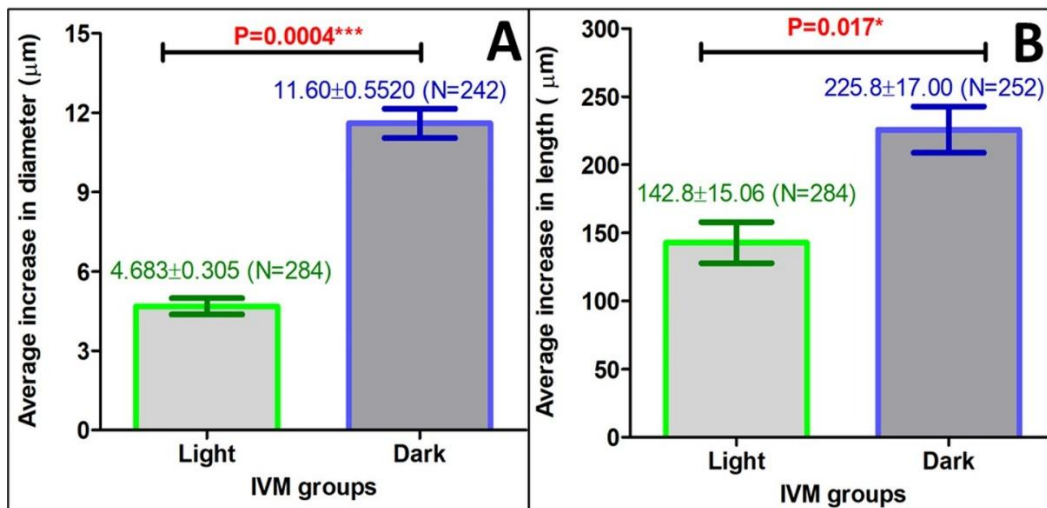 A
P=0.0004***
11.60±0.5520 (N=242)
4.683±0.305 (N=284)
Average increase in diameter (µm)
15
12
9
6
3
0
Light Dark
IVM groups
B
P=0.017*
225.8±17.00 (N=252)
142.8±15.06 (N=284)
Average increase in length ( µm)
300
250
200
150
100
50
0
Light Dark
IVM groups